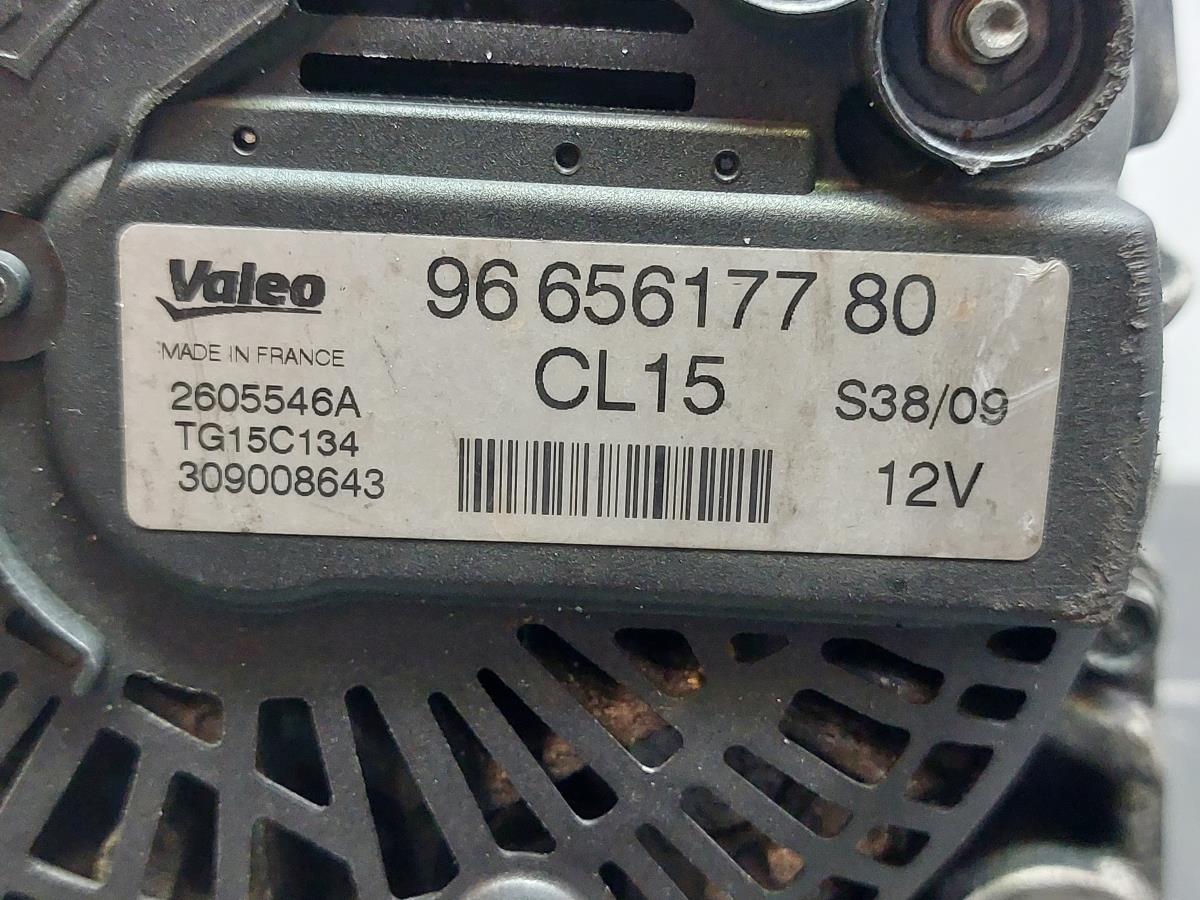 Valeo
96 656177 80
MADE IN FRANCE
CL15
2605546A
S38/09
TG15C134
309008643
12V